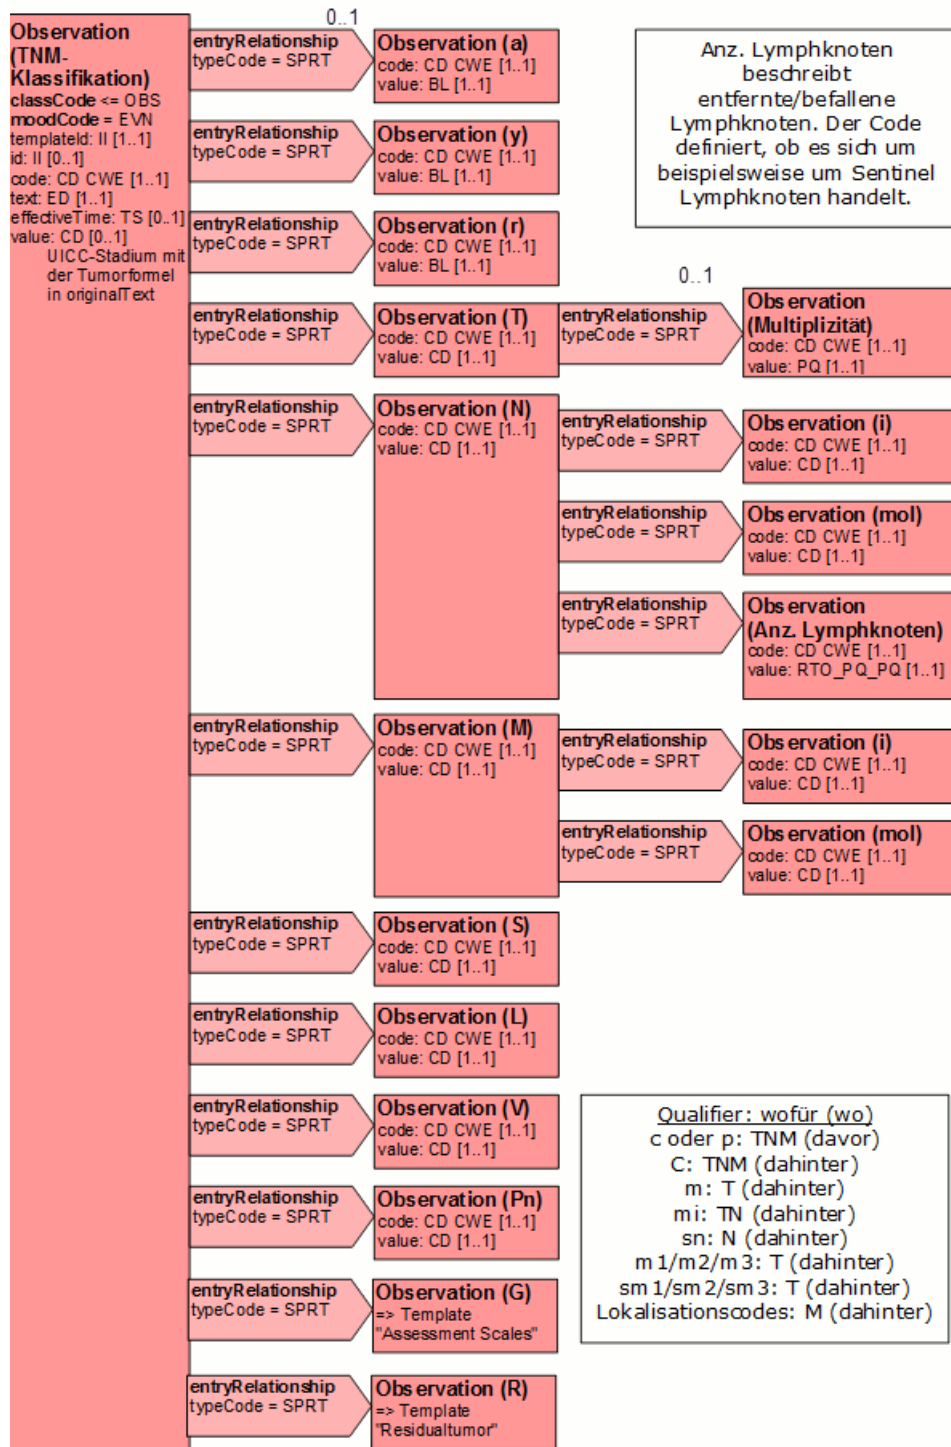 Observation
(TNM-
Klassifikation)
classCode <= OBS
moodCode = EVN
templateId: II [1..1]
id: II [0..1]
code: CD CWE [1..1]
text: ED [1..1]
effectiveTime: TS [0..1]
value: CD [0..1]
UICC-Stadium mit
der Tumorformel
in originalText
0..1
entryRelationship
typeCode = SPRT
Observation (a)
code: CD CWE [1..1]
value: BL [1..1]
Anz. Lymphknoten
beschreibt
entfernte/befallene
Lymphknoten. Der Code
definiert, ob es sich um
beispielsweise um Sentinel
Lymphknoten handelt.
entryRelationship
typeCode = SPRT
Observation (y)
code: CD CWE [1..1]
value: BL [1..1]
entryRelationship
typeCode = SPRT
Observation (r)
code: CD CWE [1..1]
value: BL [1..1]
0..1
entryRelationship
typeCode = SPRT
Observation (T)
code: CD CWE [1..1]
value: CD [1..1]
entryRelationship
typeCode = SPRT
Observation
(Multiplizität)
code: CD CWE [1..1]
value: PQ [1..1]
entryRelationship
typeCode = SPRT
Observation (N)
code: CD CWE [1..1]
value: CD [1..1]
entryRelationship
typeCode = SPRT
Observation (i)
code: CD CWE [1..1]
value: CD [1..1]
entryRelationship
typeCode = SPRT
Observation (mol)
code: CD CWE [1..1]
value: CD [1..1]
entryRelationship
typeCode = SPRT
Observation
(Anz. Lymphknoten)
code: CD CWE [1..1]
value: RTO_PQ_PQ [1..1]
entryRelationship
typeCode = SPRT
Observation (M)
code: CD CWE [1..1]
value: CD [1..1]
entryRelationship
typeCode = SPRT
Observation (i)
code: CD CWE [1..1]
value: CD [1..1]
entryRelationship
typeCode = SPRT
Observation (mol)
code: CD CWE [1..1]
value: CD [1..1]
entryRelationship
typeCode = SPRT
Observation (S)
code: CD CWE [1..1]
value: CD [1..1]
entryRelationship
typeCode = SPRT
Observation (L)
code: CD CWE [1..1]
value: CD [1..1]
entryRelationship
typeCode = SPRT
Observation (V)
code: CD CWE [1..1]
value: CD [1..1]
entryRelationship
typeCode = SPRT
Observation (Pn)
code: CD CWE [1..1]
value: CD [1..1]
entryRelationship
typeCode = SPRT
Observation (G)
=> Template
"Assessment Scales"
entryRelationship
typeCode = SPRT
Observation (R)
=> Template
"Residualtumor"
Qualifier: wofür (wo)
c oder p: TNM (davor)
C: TNM (dahinter)
m: T (dahinter)
mi: TN (dahinter)
sn: N (dahinter)
m1/m2/m3: T (dahinter)
sm1/sm2/sm3: T (dahinter)
Lokalisationscodes: M (dahinter)